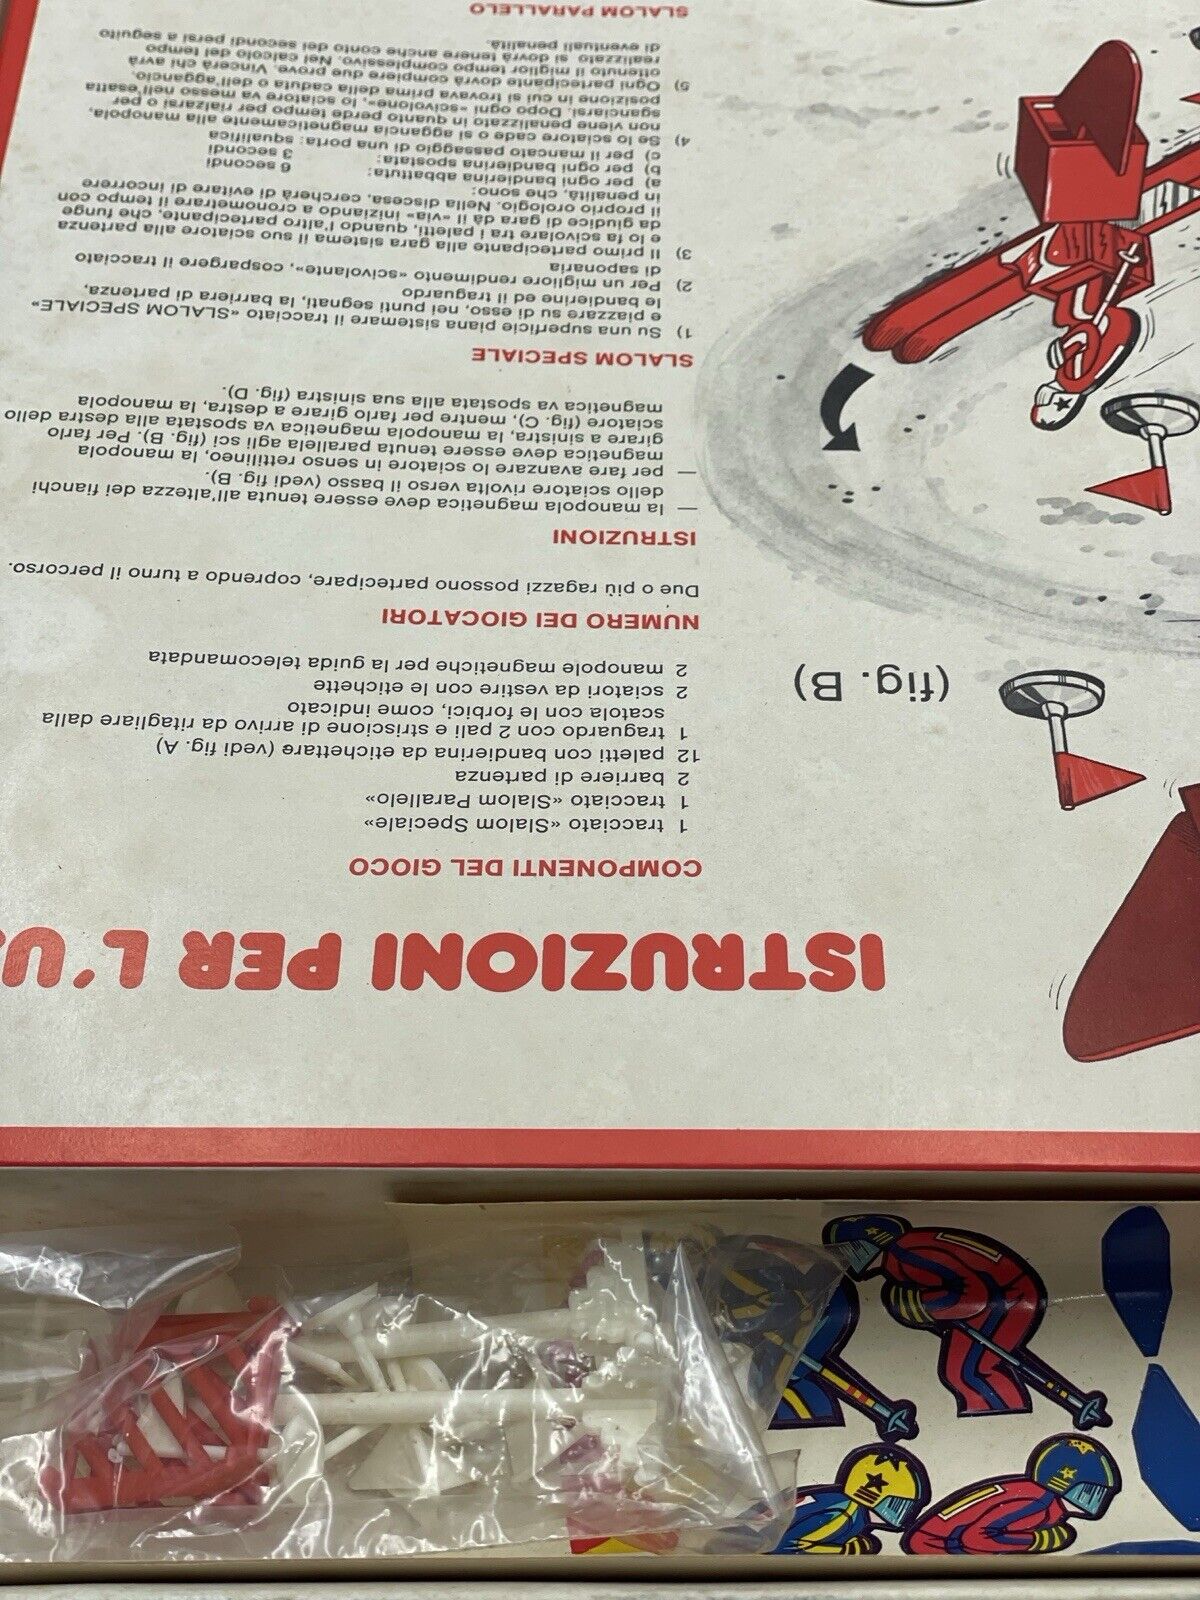 ISTRUZIONI PER L'U
COMPONENTI DEL GIOCO
1 tracciato «Slalom Speciale»
1 tracciato «Slalom Parallelo»
2 barriere di partenza
12 paletti con bandierina da etichettare (vedi fig. A)
1 traguardo con 2 pali e striscione di arrivo da ritagliare dalla
scatola con le forbici, come indicato
2 sciatori da vestire con le etichette
2 manopole magnetiche per la guida telecomandata
NUMERO DEI GIOCATORI
Due o più ragazzi possono partecipare, coprendo a turno il percorso.
ISTRUZIONI
— la manopola magnetica deve essere tenuta all'altezza dei fianchi
dello sciatore rivolta verso il basso (vedi fig. B).
— per fare avanzare lo sciatore in senso rettilineo, la manopola
magnetica deve essere tenuta parallela agli sci (fig. B). Per farlo
girare a sinistra, la manopola magnetica va spostata alla destra dello
sciatore (fig. C), mentre per farlo girare a destra, la manopola
magnetica va spostata alla sua sinistra (fig. D).
SLALOM SPECIALE
1) Su una superficie piana sistemare il tracciato «SLALOM SPECIALE»
e piazzare su di esso, nei punti segnati, la barriera di partenza,
le bandierine ed il traguardo
2) Per un migliore rendimento «scivolante», cospargere il tracciato
di saponaria
3) Il primo partecipante alla gara sistema il suo sciatore alla partenza
e lo fa scivolare tra i paletti, quando l'altro partecipante, che funge
da giudice di gara dà il «via» iniziando a cronometrare il tempo con
il proprio orologio. Nella discesa, cercherà di evitare di incorrere
in penalità, che sono:
a) per ogni bandierina abbattuta: 6 secondi
b) per ogni bandierina spostata: 3 secondi
c) per il mancato passaggio di una porta: squalifica
4) Se lo sciatore cade o si aggancia magneticamente alla manopola,
non viene penalizzato in quanto perde tempo per rialzarsi o per
sganciarsi. Dopo ogni «scivolone», lo sciatore va messo nell'esatta
posizione in cui si trovava prima della caduta o dell'aggancio.
5) Ogni partecipante dovrà compiere due prove. Vincerà chi avrà
ottenuto il miglior tempo complessivo. Nel calcolo del tempo
realizzato si dovrà tenere anche conto dei secondi persi a seguito
di eventuali penalità.
SLALOM PARALLELO
(fig. B)